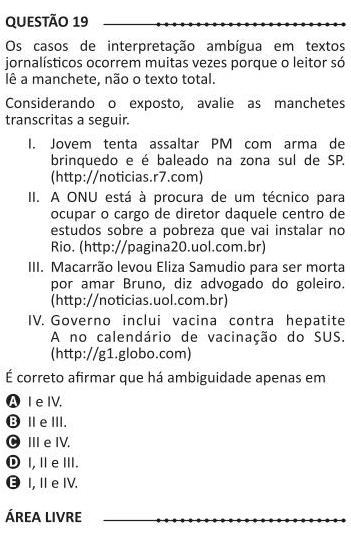 QUESTÃO 19
Os casos de interpretação ambígua em textos
jornalísticos ocorrem muitas vezes porque o leitor só
lê a manchete, não o texto total.
Considerando o exposto, avalie as manchetes
transcritas a seguir.
I. Jovem tenta assaltar PM com arma de
brinquedo e é baleado na zona sul de SP.
(http://noticias.r7.com)
II. A ONU está à procura de um técnico para
ocupar o cargo de diretor daquele centro de
estudos sobre a pobreza que vai instalar no
Rio. (http://pagina20.uol.com.br)
III. Macarrão levou Eliza Samudio para ser morta
por amar Bruno, diz advogado do goleiro.
(http://noticias.uol.com.br)
IV. Governo inclui vacina contra hepatite
A no calendário de vacinação do SUS.
(http://g1.globo.com)
É correto afirmar que há ambiguidade apenas em
A I e IV.
B II e III.
C III e IV.
D I, II e III.
E I, II e IV.
ÁREA LIVRE